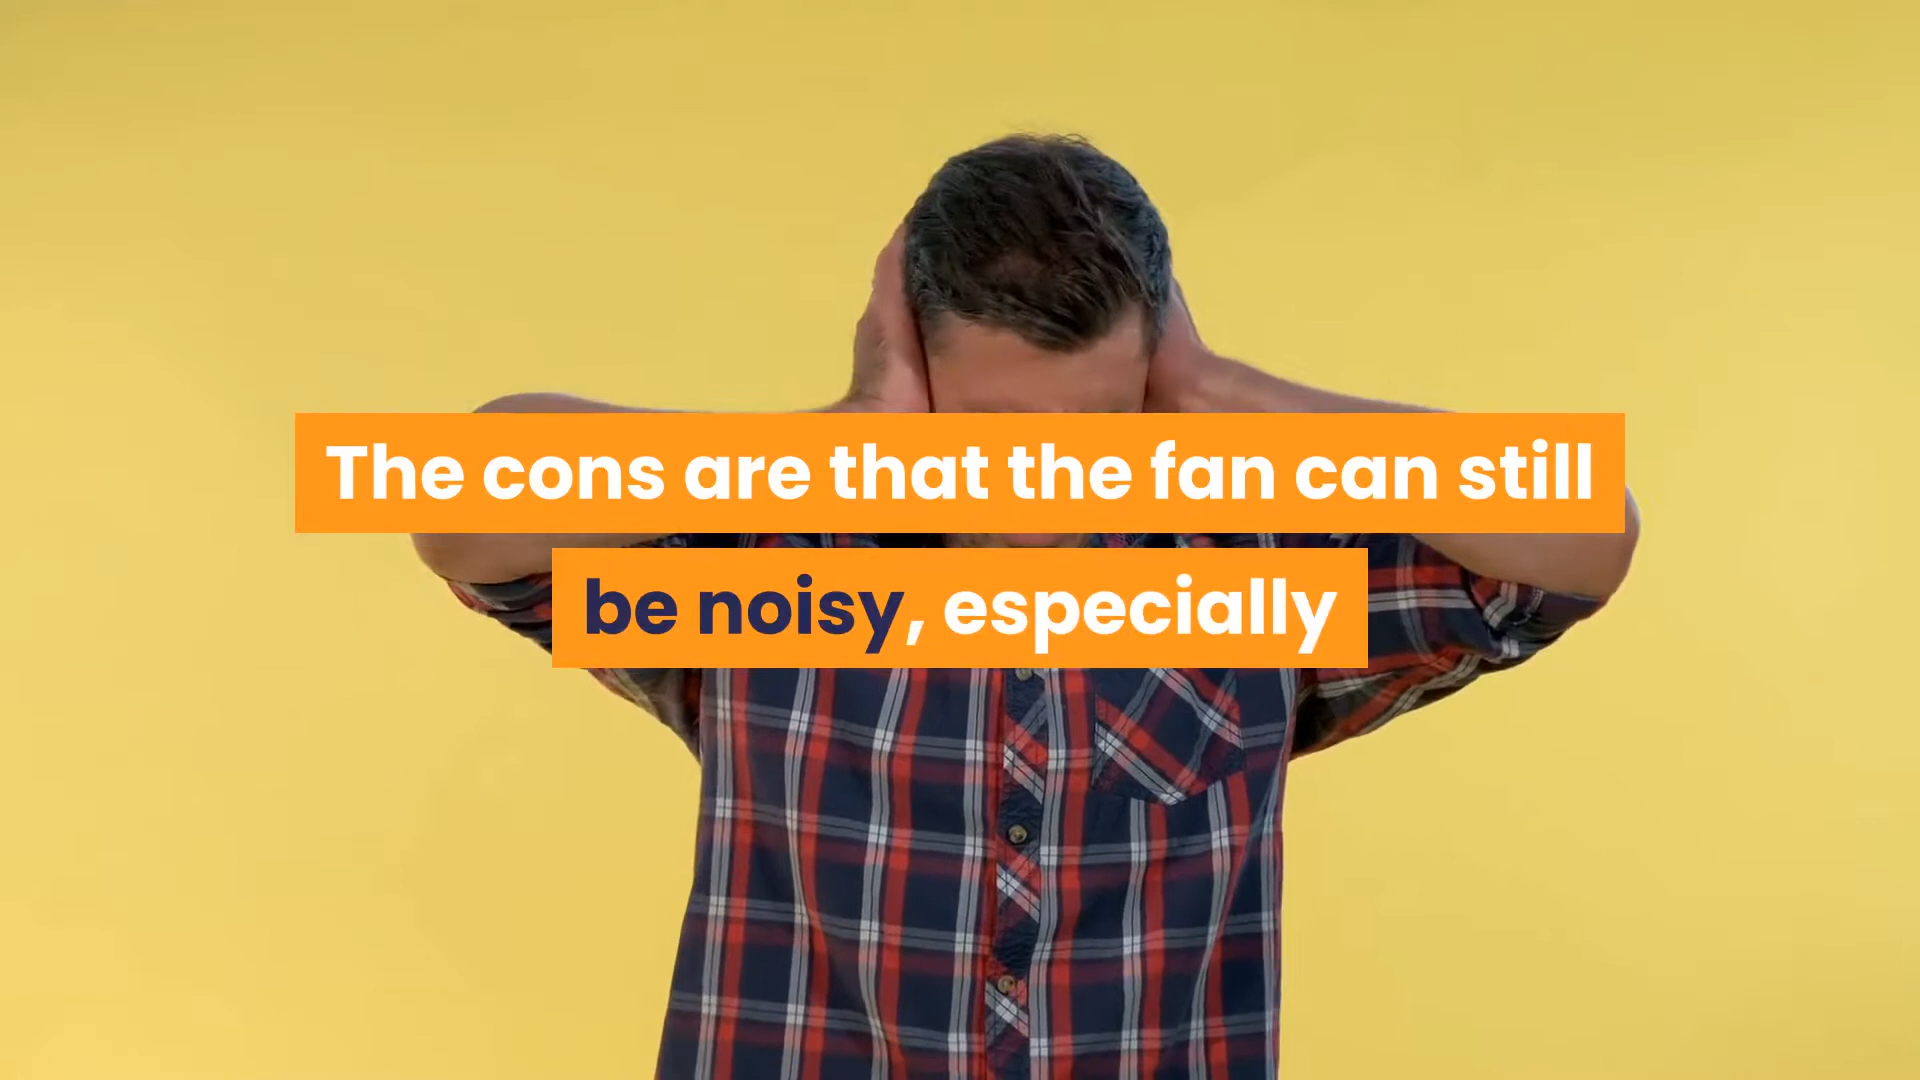 The cons are that the fan can still
be noisy, especially